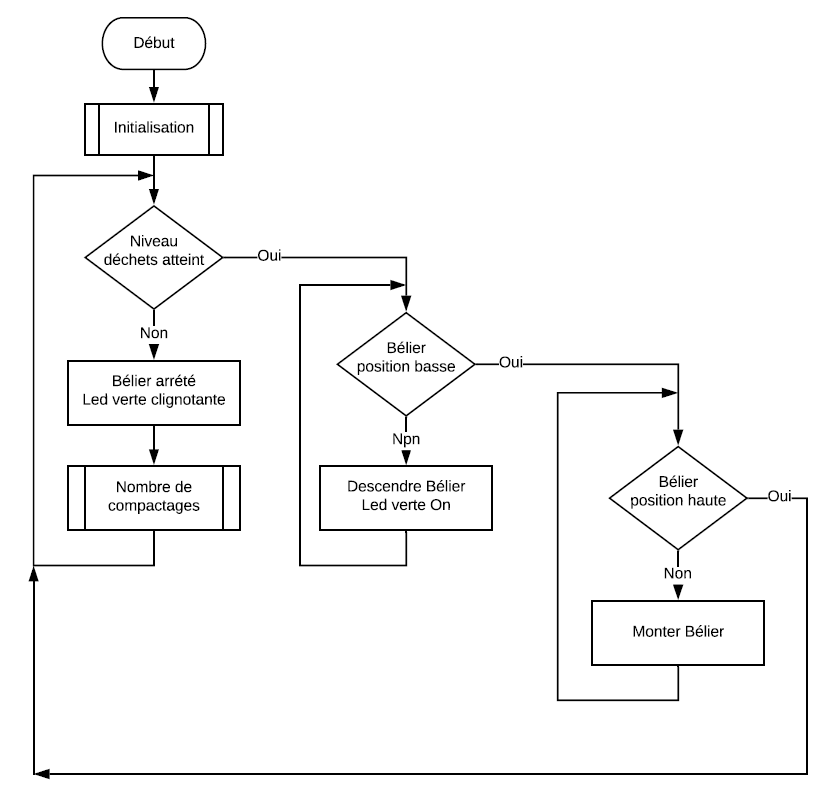 Début
Initialisation
Niveau
déchets atteint
Oui
Non
Bélier arrété
Led verte clignotante
Nombre de
compactages
Bélier
position basse
Oui
Npn
Descendre Bélier
Led verte On
Bélier
position haute
Oui
Non
Monter Bélier